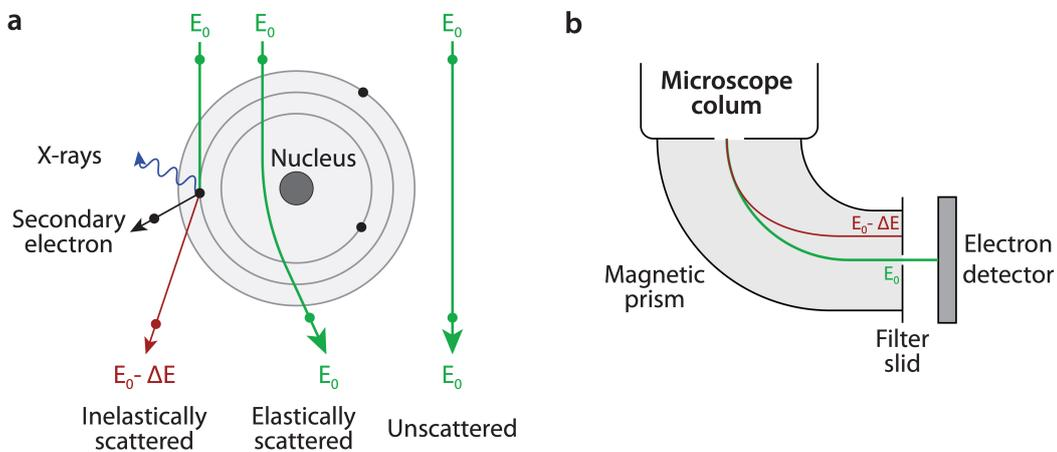 a
E₀
E₀
E₀
X-rays
Nucleus
Secondary
electron
E₀- ΔE
E₀
E₀
Inelastically
scattered
Elastically
scattered
Unscattered
b
Microscope
colum
E₀- ΔE
E₀
Magnetic
prism
Electron
detector
Filter
slid